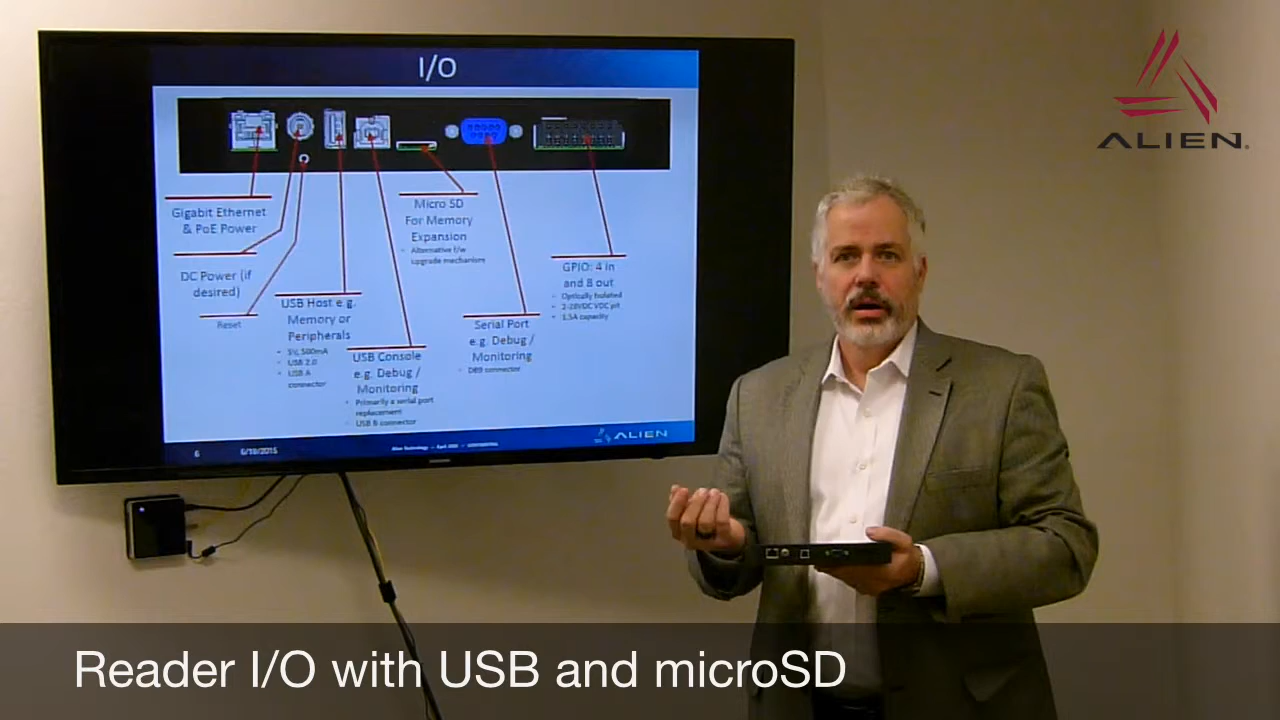 I/O
ALIEN
Gigabit Ethernet
& PoE Power
DC Power (if
desired)
Reset
USB Host e.g.
Memory or
Peripherals
• 5V, 500mA
• USB 2.0
• USB A
connector
USB Console
e.g. Debug /
Monitoring
• Primarily a serial port
replacement
• USB B connector
Micro SD
For Memory
Expansion
• Alternative f/w
upgrade mechanism
Serial Port
e.g. Debug /
Monitoring
• DB9 connector
GPIO: 4 in
and 8 out
• Optically Isolated
• 1.5A capacity
6
6/18/2015
ALIEN
Reader I/O with USB and microSD